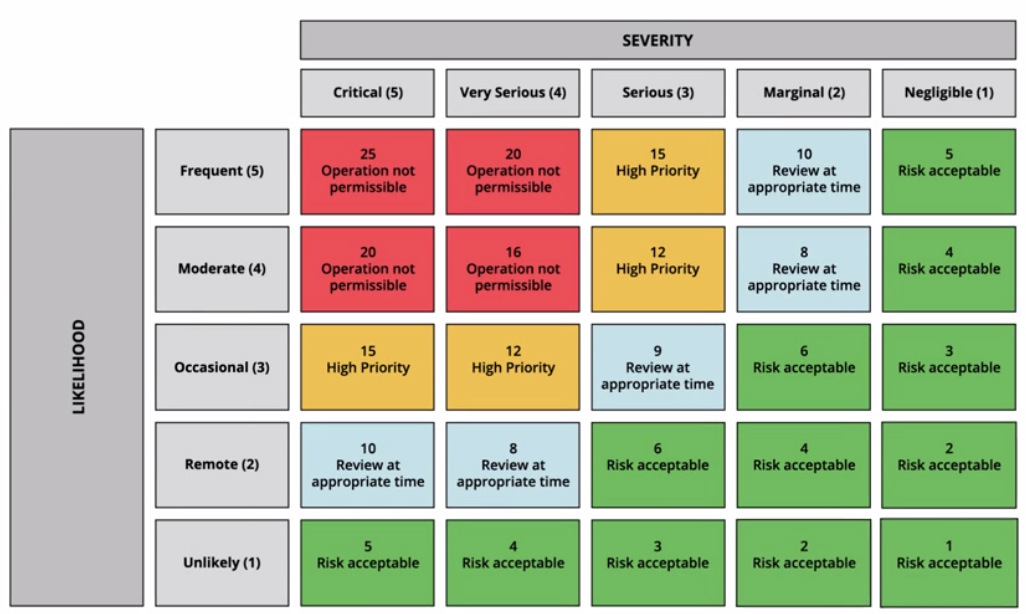 SEVERITY
Critical (5)
Very Serious (4)
Serious (3)
Marginal (2)
Negligible (1)
LIKELIHOOD
Frequent (5)
25
Operation not
permissible
20
Operation not
permissible
15
High Priority
10
Review at
appropriate time
5
Risk acceptable
Moderate (4)
20
Operation not
permissible
16
Operation not
permissible
12
High Priority
8
Review at
appropriate time
4
Risk acceptable
Occasional (3)
15
High Priority
12
High Priority
9
Review at
appropriate time
6
Risk acceptable
3
Risk acceptable
Remote (2)
10
Review at
appropriate time
8
Review at
appropriate time
6
Risk acceptable
4
Risk acceptable
2
Risk acceptable
Unlikely (1)
5
Risk acceptable
4
Risk acceptable
3
Risk acceptable
2
Risk acceptable
1
Risk acceptable